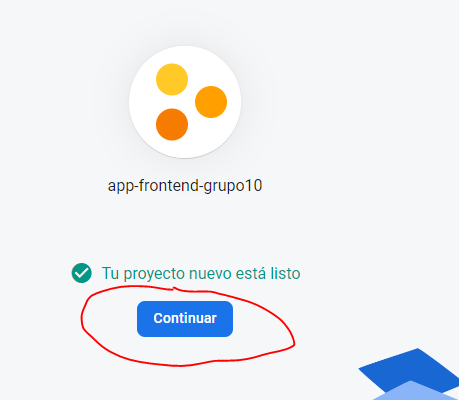 app-frontend-grupo10
Tu proyecto nuevo está listo
Continuar